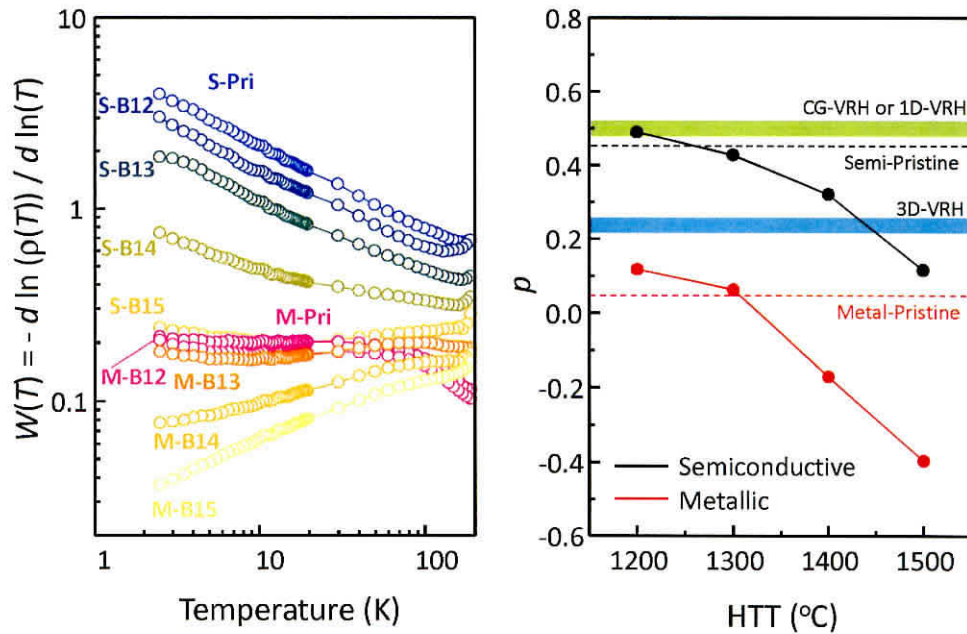 W(T) = - d ln (ρ(T)) / d ln(T)
10
1
0.1
S-Pri
S-B12
S-B13
S-B14
S-B15
M-Pri
M-B12
M-B13
M-B14
M-B15
1
10
100
Temperature (K)
p
0.8
0.6
0.4
0.2
0.0
-0.2
-0.4
-0.6
CG-VRH or 1D-VRH
Semi-Pristine
3D-VRH
Metal-Pristine
Semiconductive
Metallic
1200
1300
1400
1500
HTT (°C)